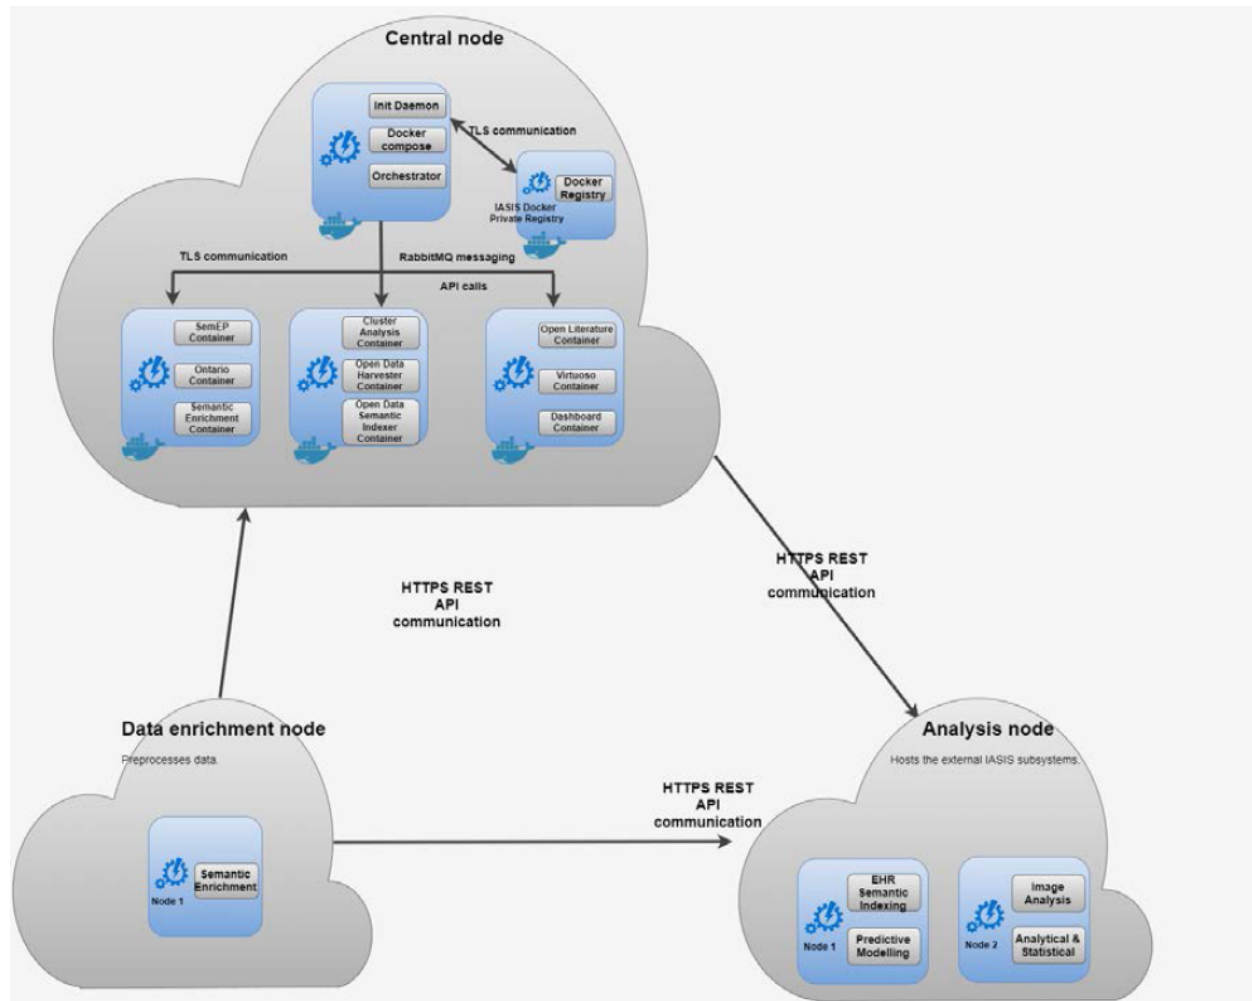 Central node
Init Daemon
Docker
compose
Orchestrator
TLS communication
Docker
Registry
IASIS Docker
Private Registry
TLS communication
RabbitMQ messaging
API calls
SemEP
Container
Ontario
Container
Semantic
Enrichment
Container
Cluster
Analysis
Container
Open Data
Harvester
Container
Open Data
Semantic
Indexer
Container
Open Literature
Container
Virtuoso
Container
Dashboard
Container
HTTPS REST
API
communication
HTTPS REST
API
communication
Data enrichment node
Preprocesses data.
Semantic
Enrichment
Node 1
HTTPS REST
API
communication
Analysis node
Hosts the external IASIS subsystems.
EHR
Semantic
Indexing
Predictive
Modelling
Node 1
Image
Analysis
Analytical &
Statistical
Node 2